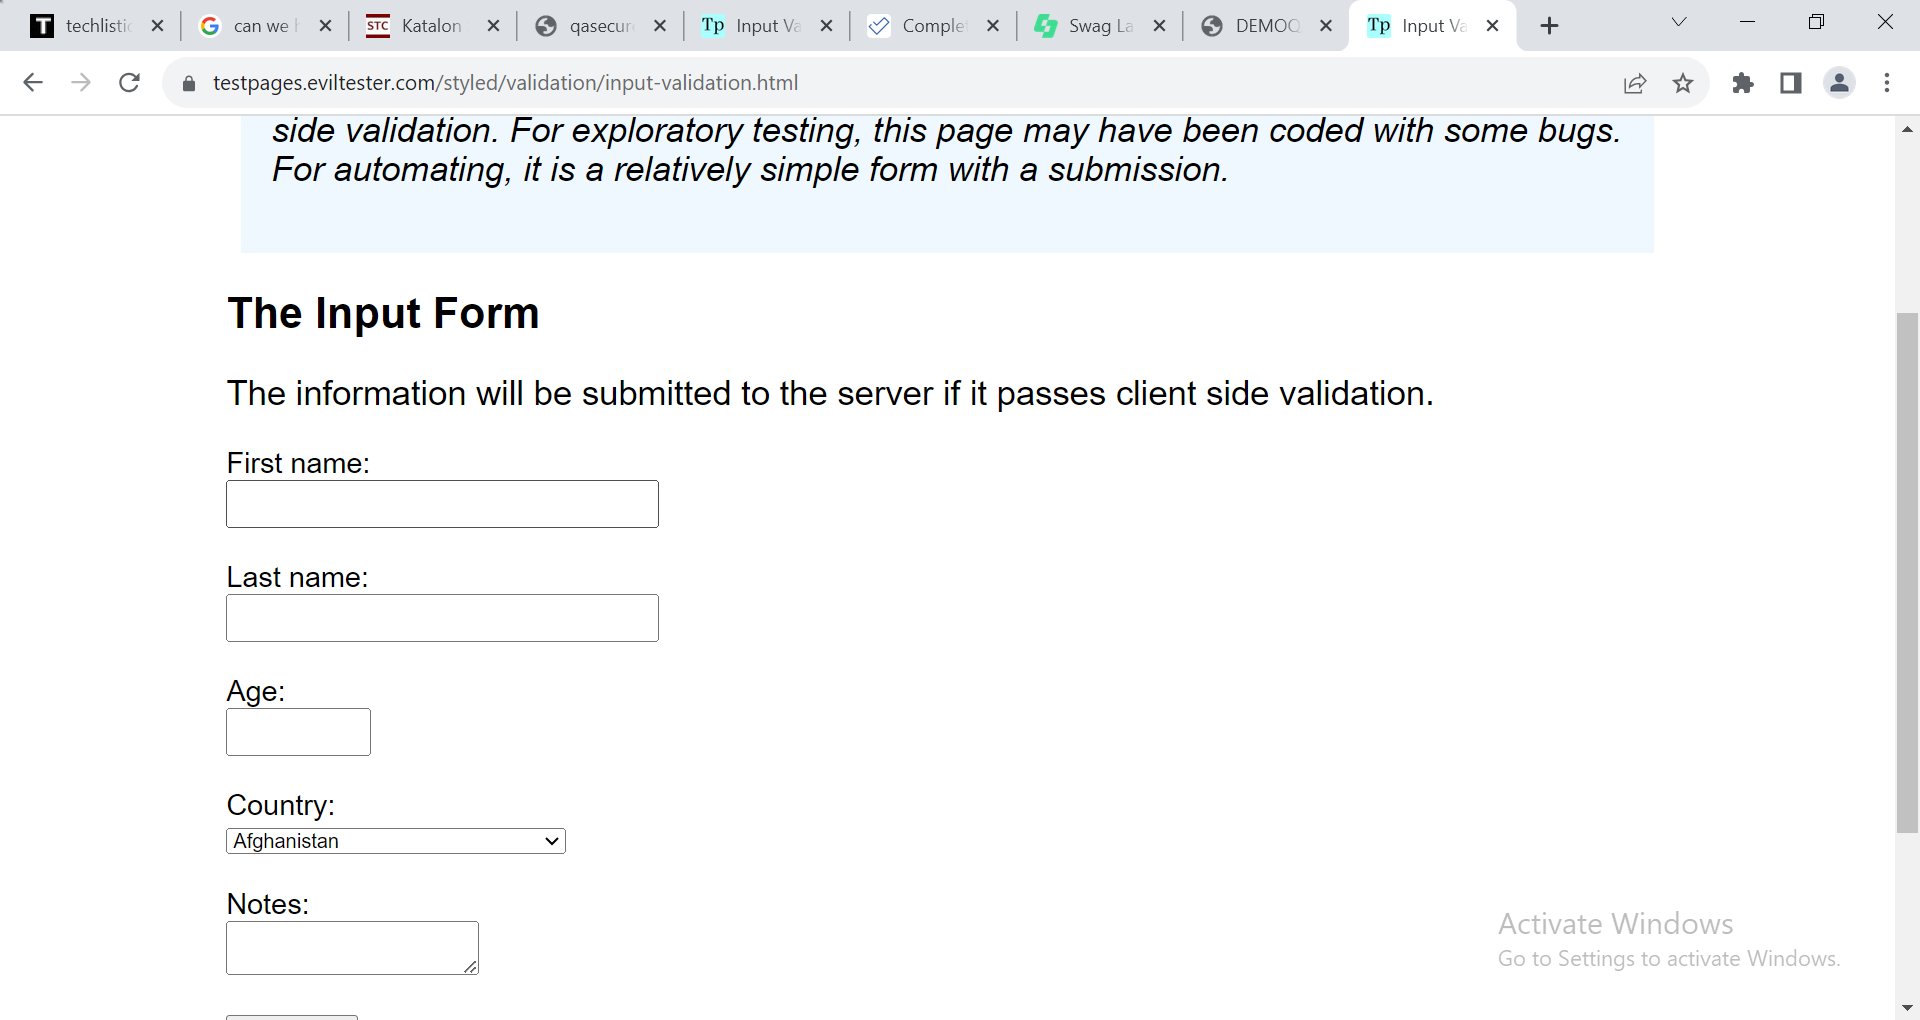 T techlistic
can we h
STC Katalon
qasecure
Tp Input Va
Complet
Swag La
DEMOQ
Tp Input Va
testpages.eviltester.com/styled/validation/input-validation.html
side validation. For exploratory testing, this page may have been coded with some bugs.
For automating, it is a relatively simple form with a submission.
The Input Form
The information will be submitted to the server if it passes client side validation.
First name:
Last name:
Age:
Country:
Afghanistan
Notes:
Activate Windows
Go to Settings to activate Windows.